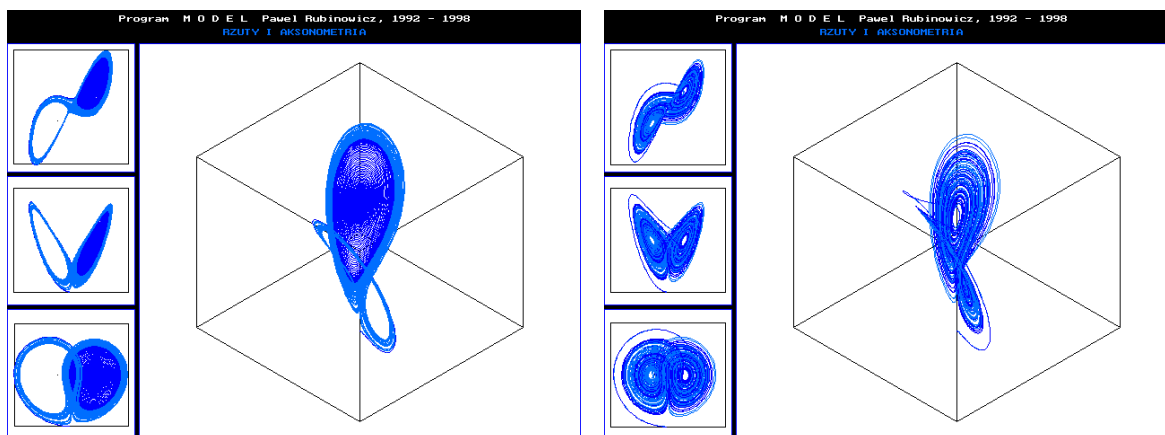 Program M O D E L Pawel Rubinowicz, 1992 - 1998
RZUTY I AKSONOMETRIA
Program M O D E L Pawel Rubinowicz, 1992 - 1998
RZUTY I AKSONOMETRIA